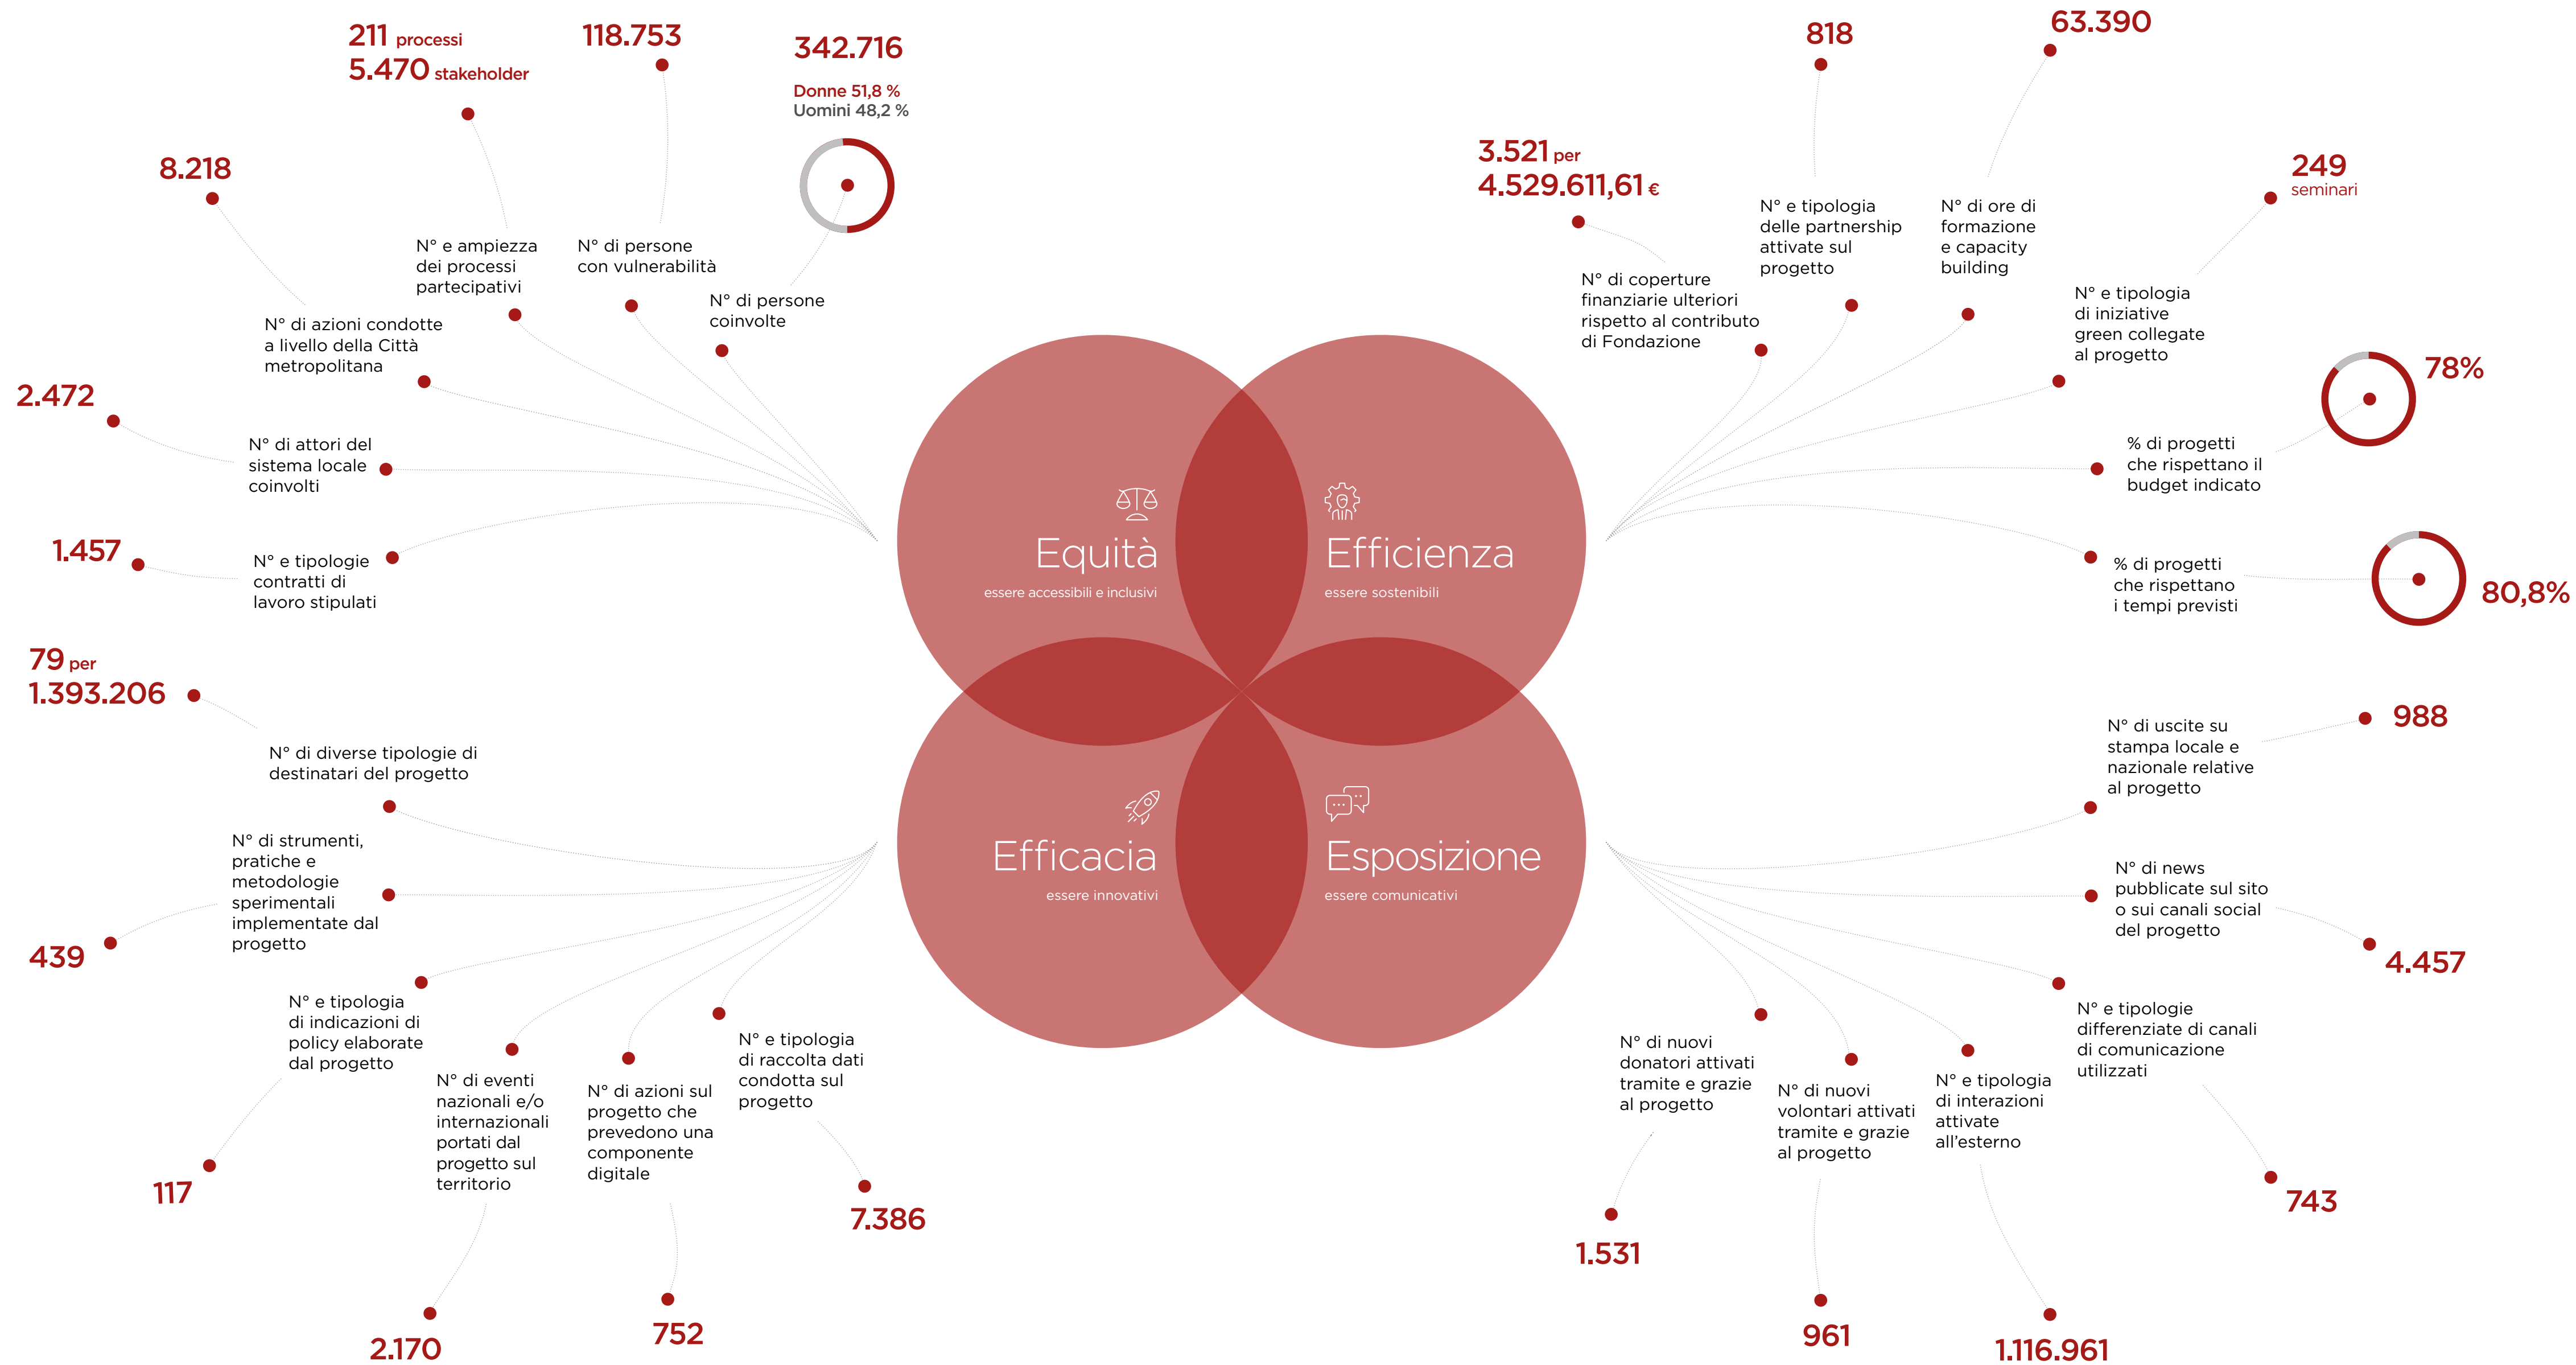 211 processi
5.470 stakeholder
N° e ampiezza
dei processi
partecipativi
118.753
N° di persone
con vulnerabilità
342.716
Donne 51,8 %
Uomini 48,2 %
N° di persone
coinvolte
8.218
N° di azioni condotte
a livello della Città
metropolitana
2.472
N° di attori del
sistema locale
coinvolti
1.457
N° e tipologie
contratti di
lavoro stipulati
Equità
essere accessibili e inclusivi
3.521 per
4.529.611,61 €
N° di coperture
finanziarie ulteriori
rispetto al contributo
di Fondazione
818
N° e tipologia
delle partnership
attivate sul
progetto
63.390
N° di ore di
formazione
e capacity
building
249
seminari
N° e tipologia
di iniziative
green collegate
al progetto
78%
% di progetti
che rispettano il
budget indicato
80,8%
% di progetti
che rispettano
i tempi previsti
Efficienza
essere sostenibili
79 per
1.393.206
N° di diverse tipologie di
destinatari del progetto
N° di strumenti,
pratiche e
metodologie
sperimentali
implementate dal
progetto
439
N° e tipologia
di indicazioni di
policy elaborate
dal progetto
117
N° di eventi
nazionali e/o
internazionali
portati dal
progetto sul
territorio
2.170
N° di azioni sul
progetto che
prevedono una
componente
digitale
752
N° e tipologia
di raccolta dati
condotta sul
progetto
7.386
Efficacia
essere innovativi
Esposizione
essere comunicativi
N° di uscite su
stampa locale e
nazionale relative
al progetto
988
N° di news
pubblicate sul sito
o sui canali social
del progetto
4.457
N° e tipologie
differenziate di canali
di comunicazione
utilizzati
743
N° e tipologia
di interazioni
attivate
all'esterno
1.116.961
N° di nuovi
volontari attivati
tramite e grazie
al progetto
961
N° di nuovi
donatori attivati
tramite e grazie
al progetto
1.531